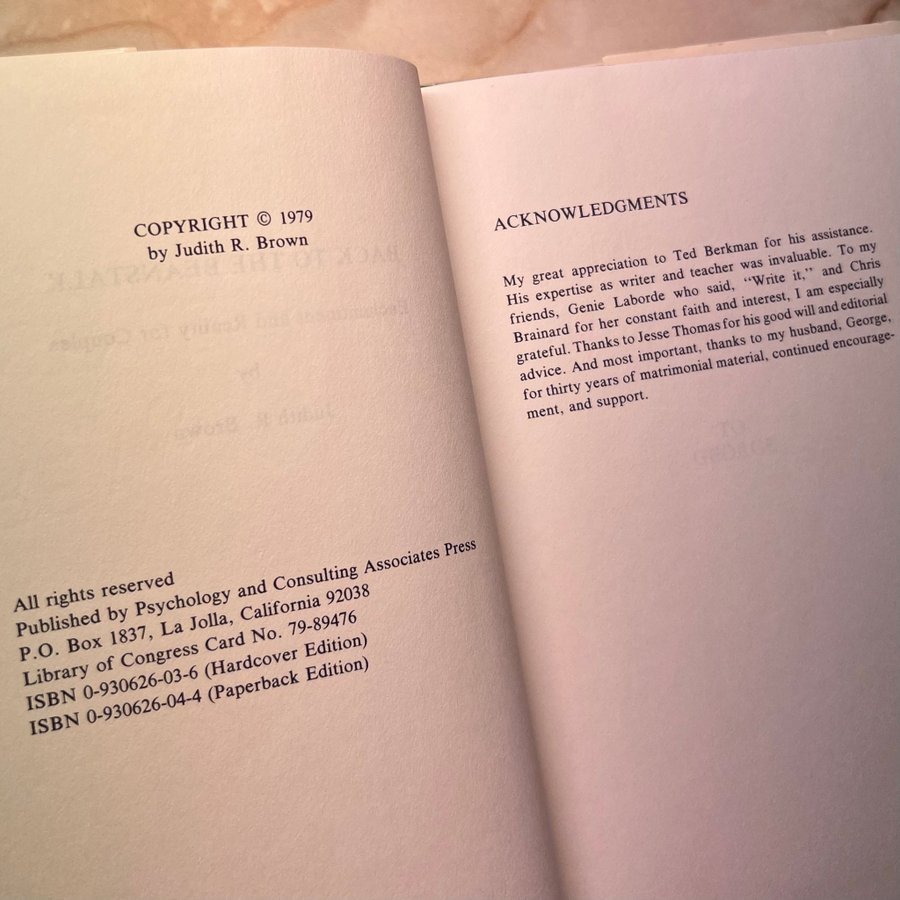 COPYRIGHT © 1979
by Judith R. Brown
All rights reserved
Published by Psychology and Consulting Associates Press
P.O. Box 1837, La Jolla, California 92038
Library of Congress Card No. 79-89476
ISBN 0-930626-03-6 (Hardcover Edition)
ISBN 0-930626-04-4 (Paperback Edition)
ACKNOWLEDGMENTS
My great appreciation to Ted Berkman for his assistance.
His expertise as writer and teacher was invaluable. To my
friends, Genie Laborde who said, “Write it,” and Chris
Brainard for her constant faith and interest, I am especially
grateful. Thanks to Jesse Thomas for his good will and editorial
advice. And most important, thanks to my husband, George,
for thirty years of matrimonial material, continued encourage-
ment, and support.